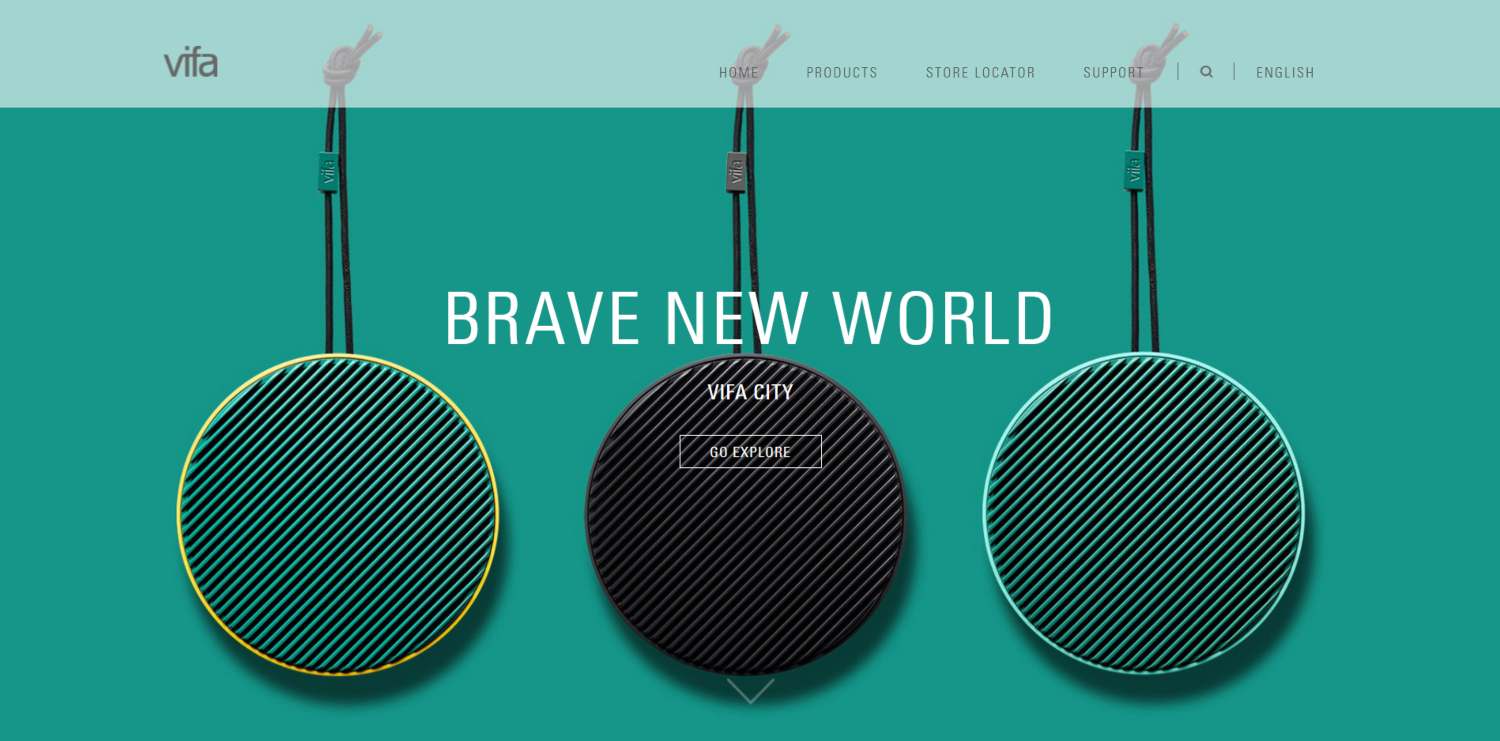 vifa
HOME PRODUCTS STORE LOCATOR SUPPORT ENGLISH
vifa vifa vifa
BRAVE NEW WORLD
VIFA CITY
GO EXPLORE